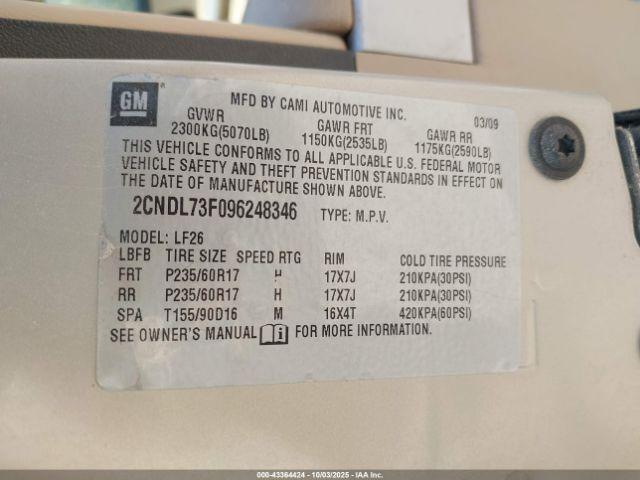 GM
MFD BY CAMI AUTOMOTIVE INC.
03/09
GVWR GAWR FRT GAWR RR
2300KG(5070LB) 1150KG(2535LB) 1175KG(2590LB)
THIS VEHICLE CONFORMS TO ALL APPLICABLE U.S. FEDERAL MOTOR
VEHICLE SAFETY AND THEFT PREVENTION STANDARDS IN EFFECT ON
THE DATE OF MANUFACTURE SHOWN ABOVE.
2CNDL73F096248346 TYPE: M.P.V.
MODEL: LF26
LBFB TIRE SIZE SPEED RTG RIM COLD TIRE PRESSURE
FRT P235/60R17 H 17X7J 210KPA(30PSI)
RR P235/60R17 H 17X7J 210KPA(30PSI)
SPA T155/90D16 M 16X4T 420KPA(60PSI)
SEE OWNER'S MANUAL i FOR MORE INFORMATION.
000-43364424 - 10/03/2025 - IAAI.COM